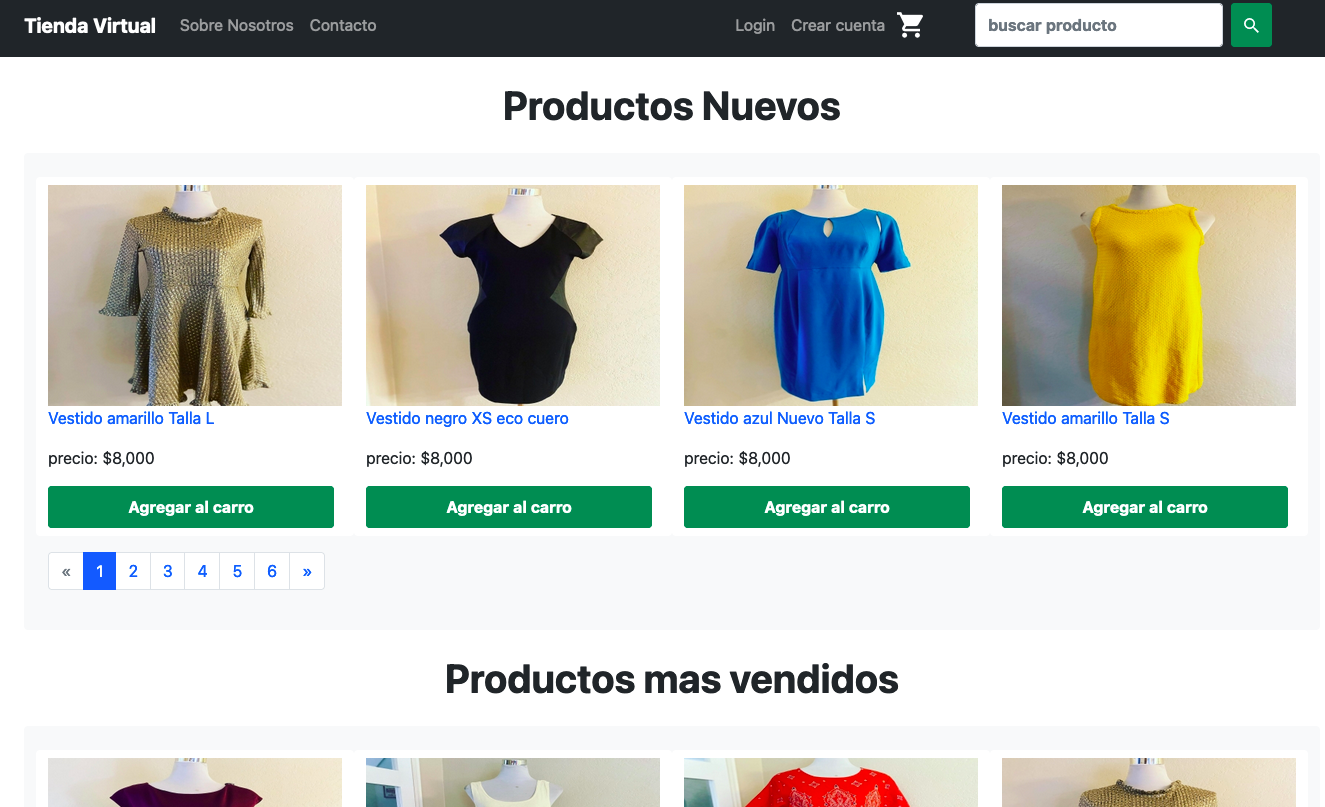 Tienda Virtual Sobre Nosotros Contacto Login Crear cuenta buscar producto
Productos Nuevos
Vestido amarillo Talla L
precio: $8,000
Agregar al carro
Vestido negro XS eco cuero
precio: $8,000
Agregar al carro
Vestido azul Nuevo Talla S
precio: $8,000
Agregar al carro
Vestido amarillo Talla S
precio: $8,000
Agregar al carro
« 1 2 3 4 5 6 »
Productos mas vendidos